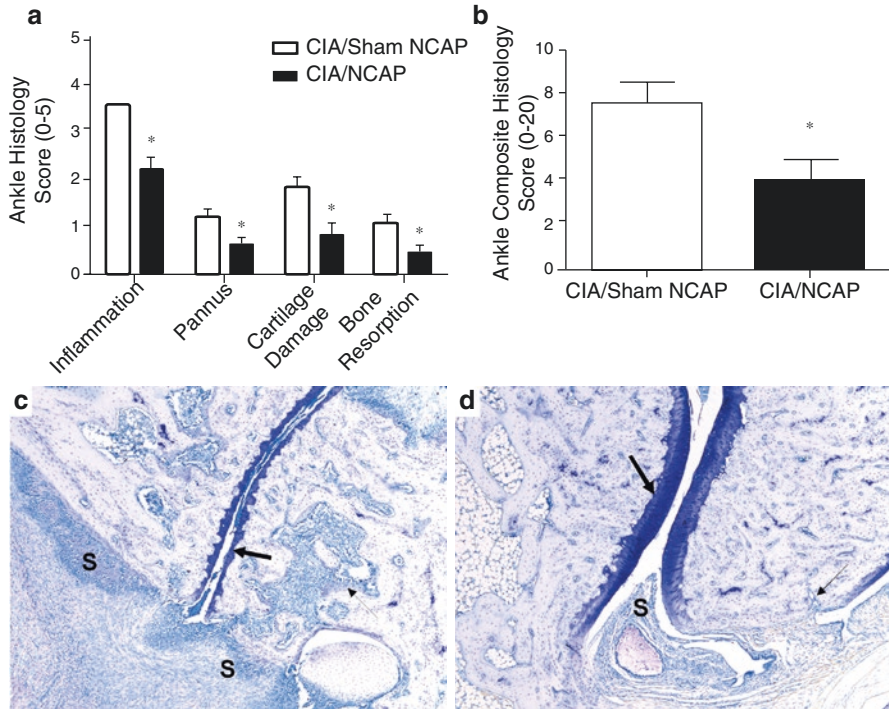 a
Ankle Histology
Score (0-5)
5
4
3
2
1
0
CIA/Sham NCAP
CIA/NCAP
*
*
*
*
Inflammation
Pannus
Cartilage
Damage
Bone
Resorption
b
Ankle Composite Histology
Score (0-20)
10
8
6
4
2
0
*
CIA/Sham NCAP
CIA/NCAP
c
S
S
d
S